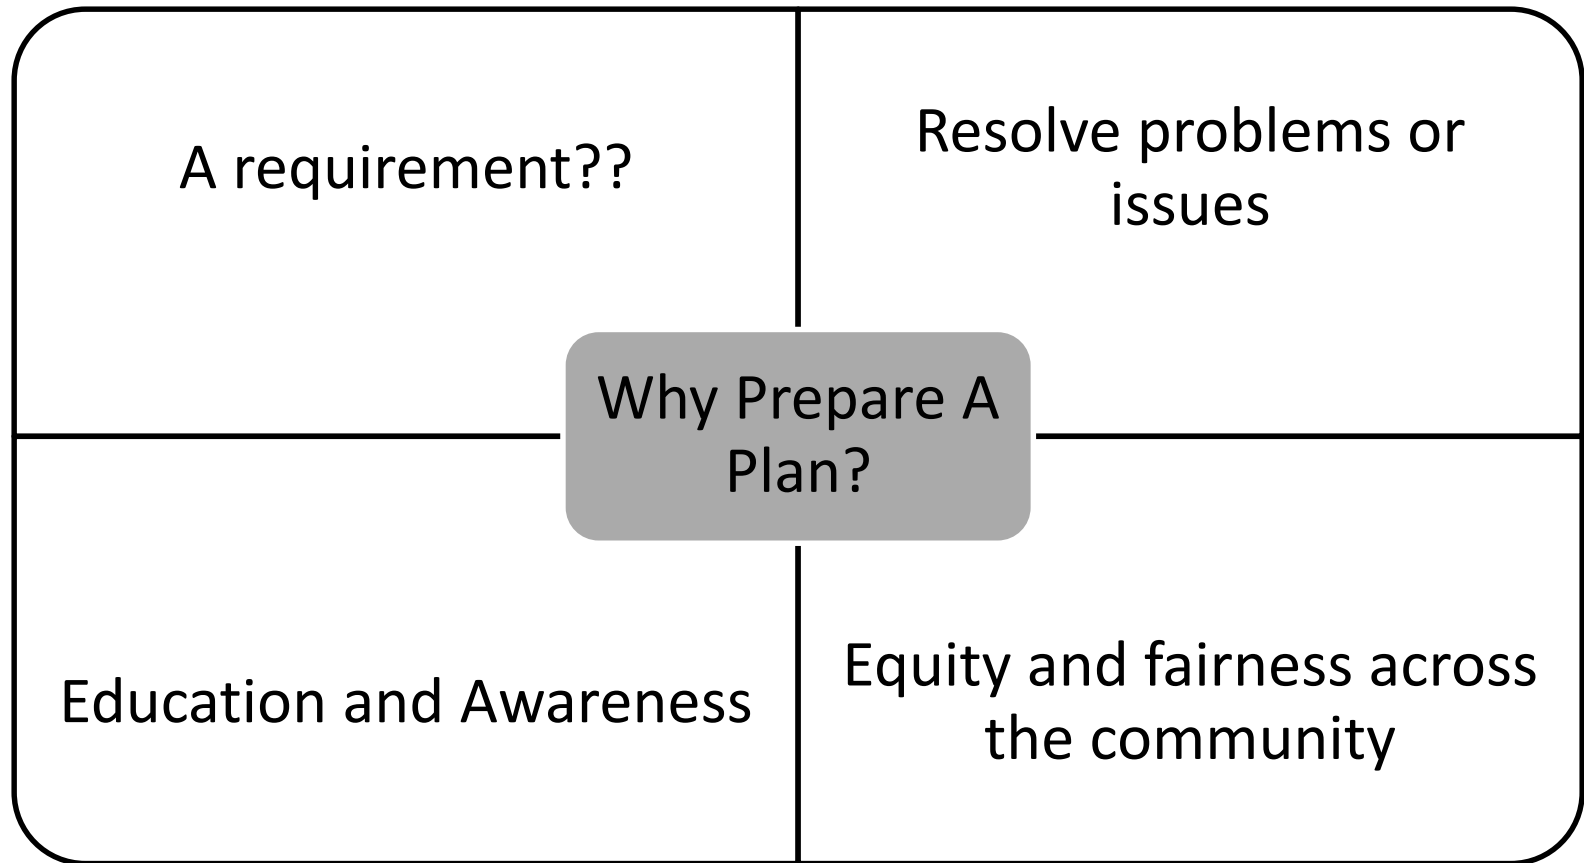 A requirement??
Resolve problems or
issues
Why Prepare A
Plan?
Education and Awareness
Equity and fairness across
the community